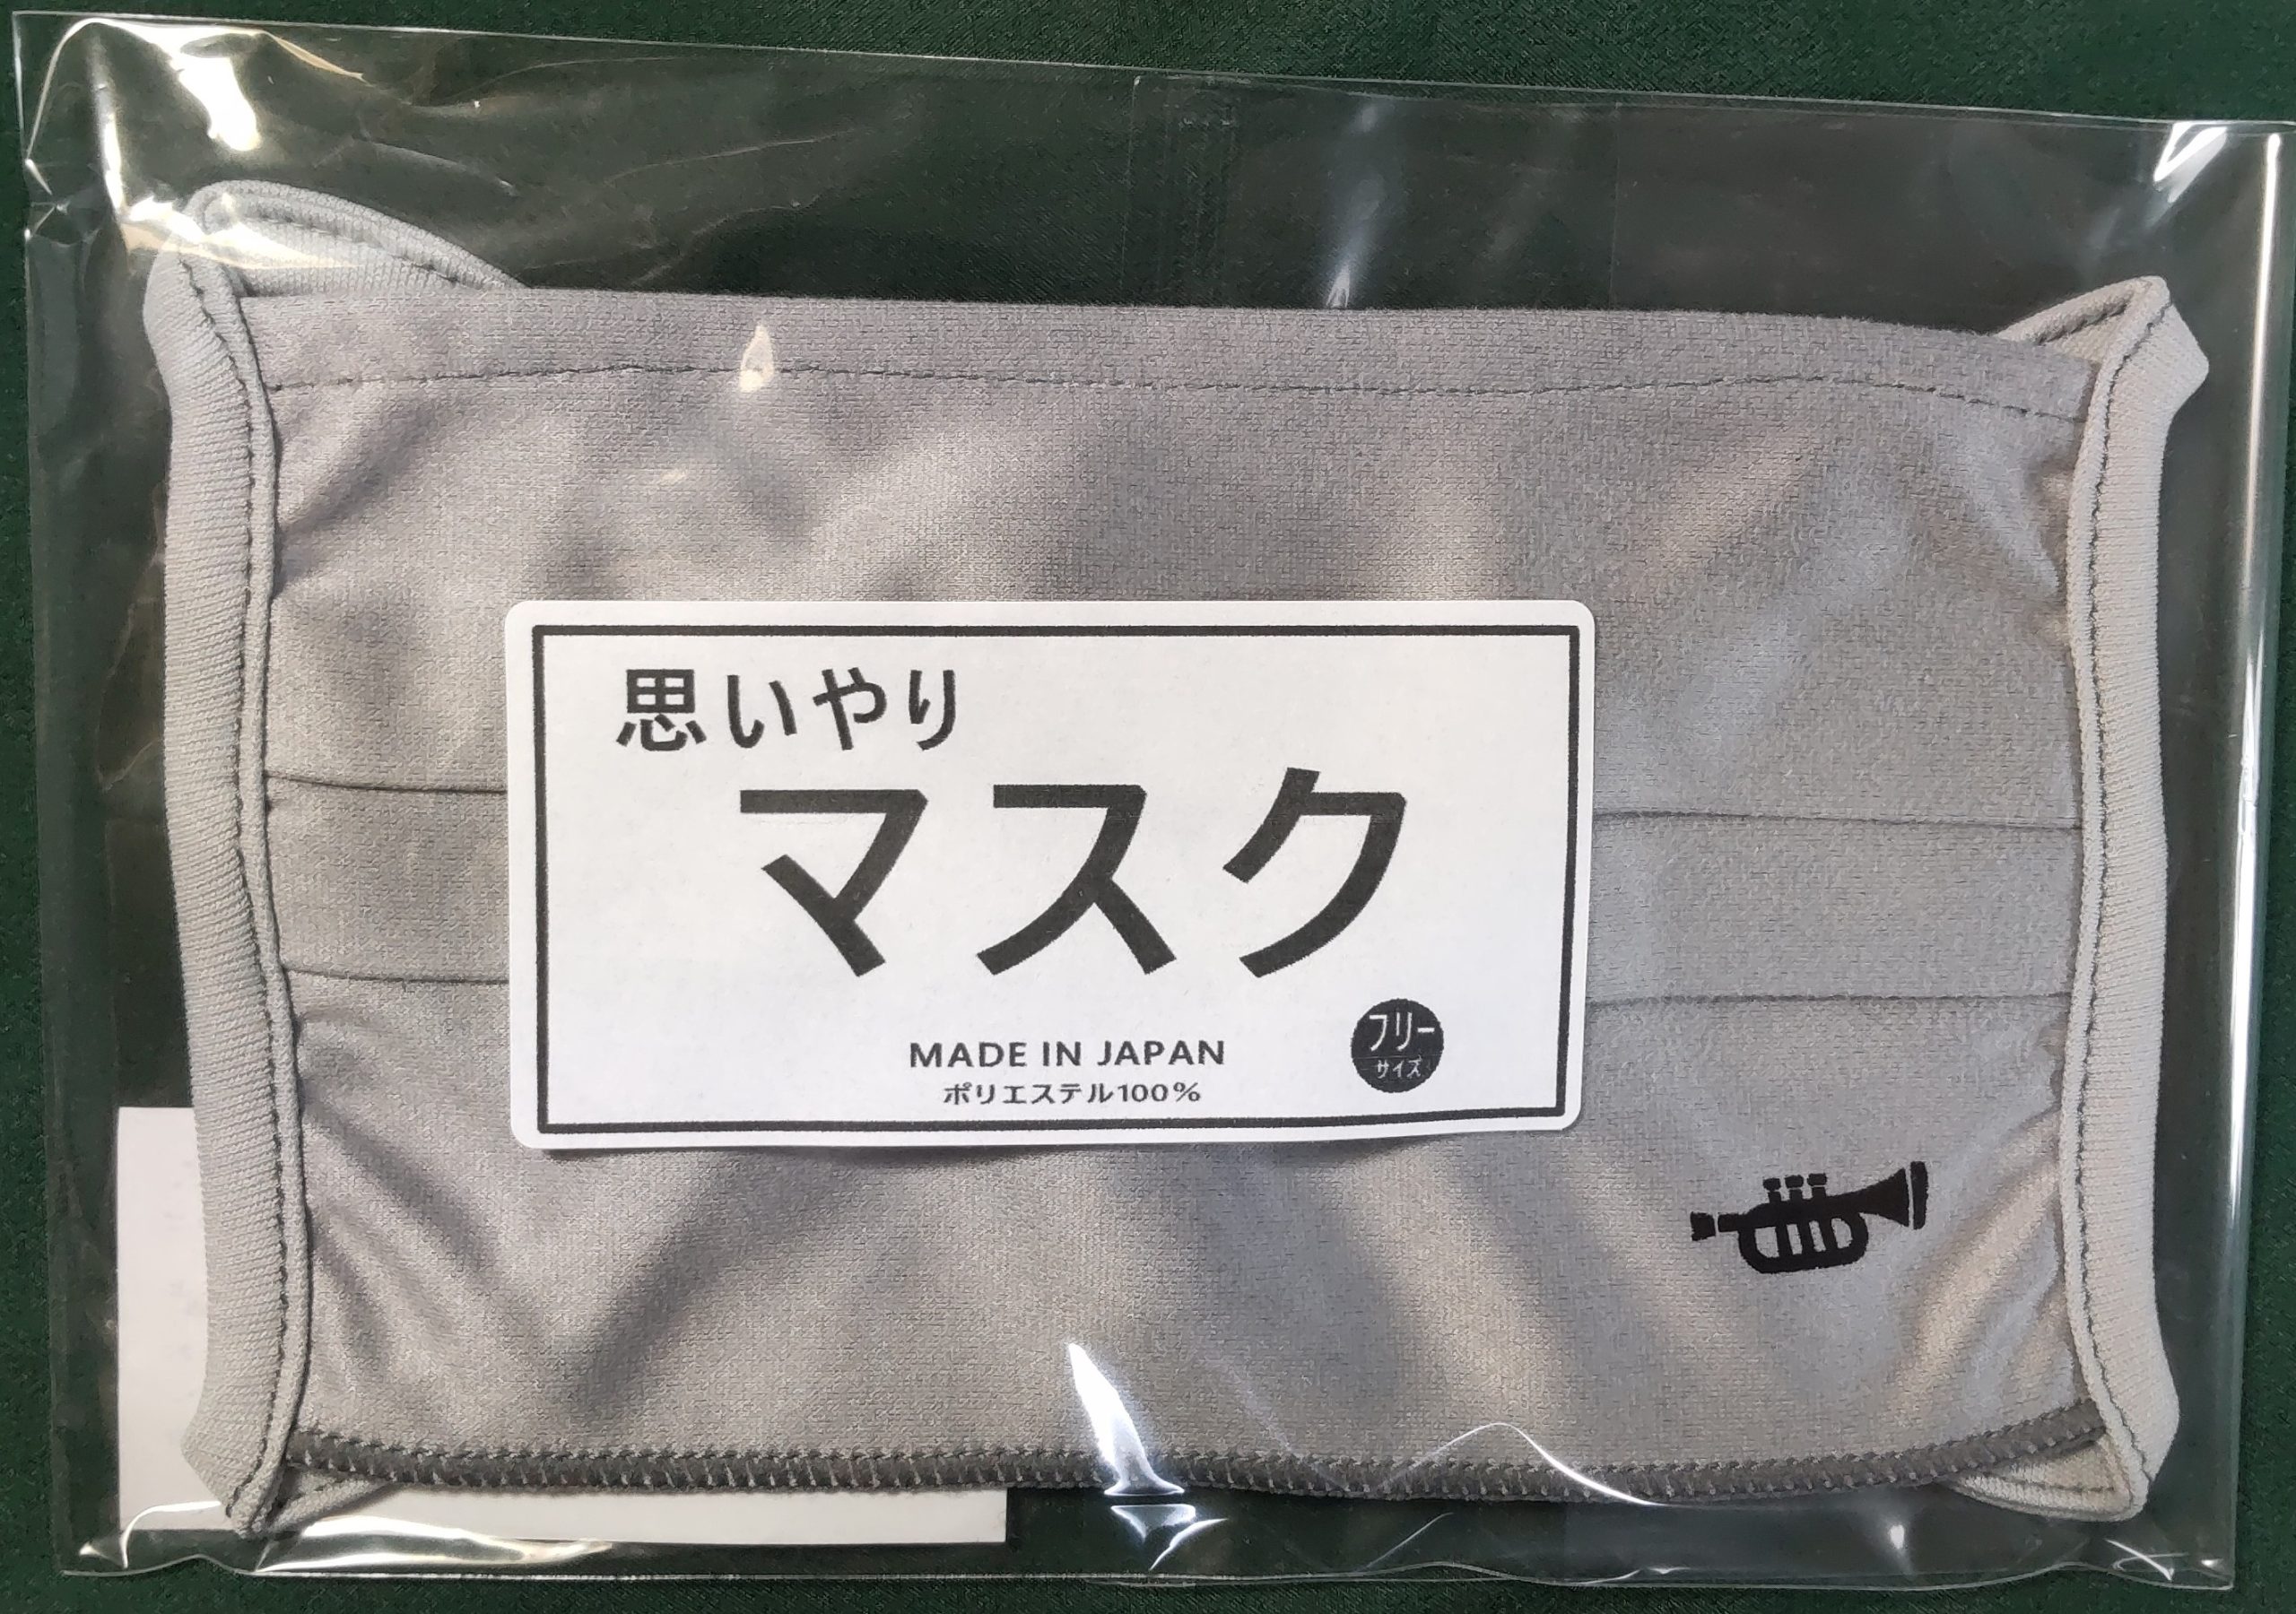 思いやり
マスク
MADE IN JAPAN
ポリエステル100%
フリー
サイズ